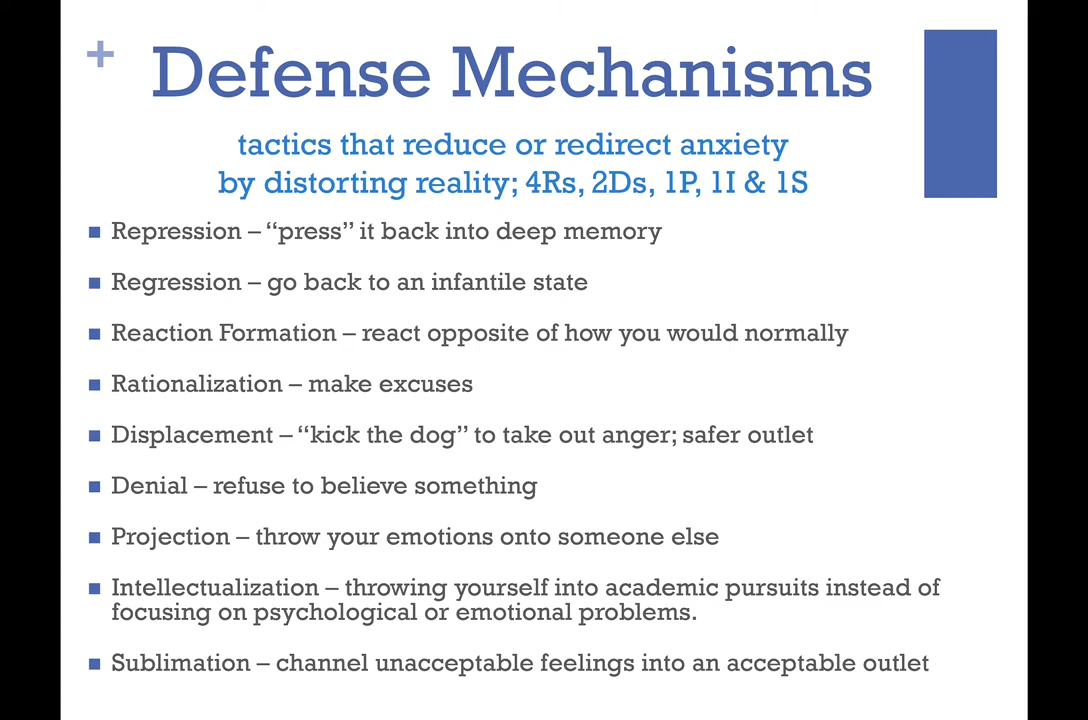 +
Defense Mechanisms
tactics that reduce or redirect anxiety
by distorting reality; 4Rs, 2Ds, 1P, 1I & 1S
■ Repression – “press” it back into deep memory
■ Regression – go back to an infantile state
■ Reaction Formation – react opposite of how you would normally
■ Rationalization – make excuses
■ Displacement – “kick the dog” to take out anger; safer outlet
■ Denial – refuse to believe something
■ Projection – throw your emotions onto someone else
■ Intellectualization – throwing yourself into academic pursuits instead of
focusing on psychological or emotional problems.
■ Sublimation – channel unacceptable feelings into an acceptable outlet